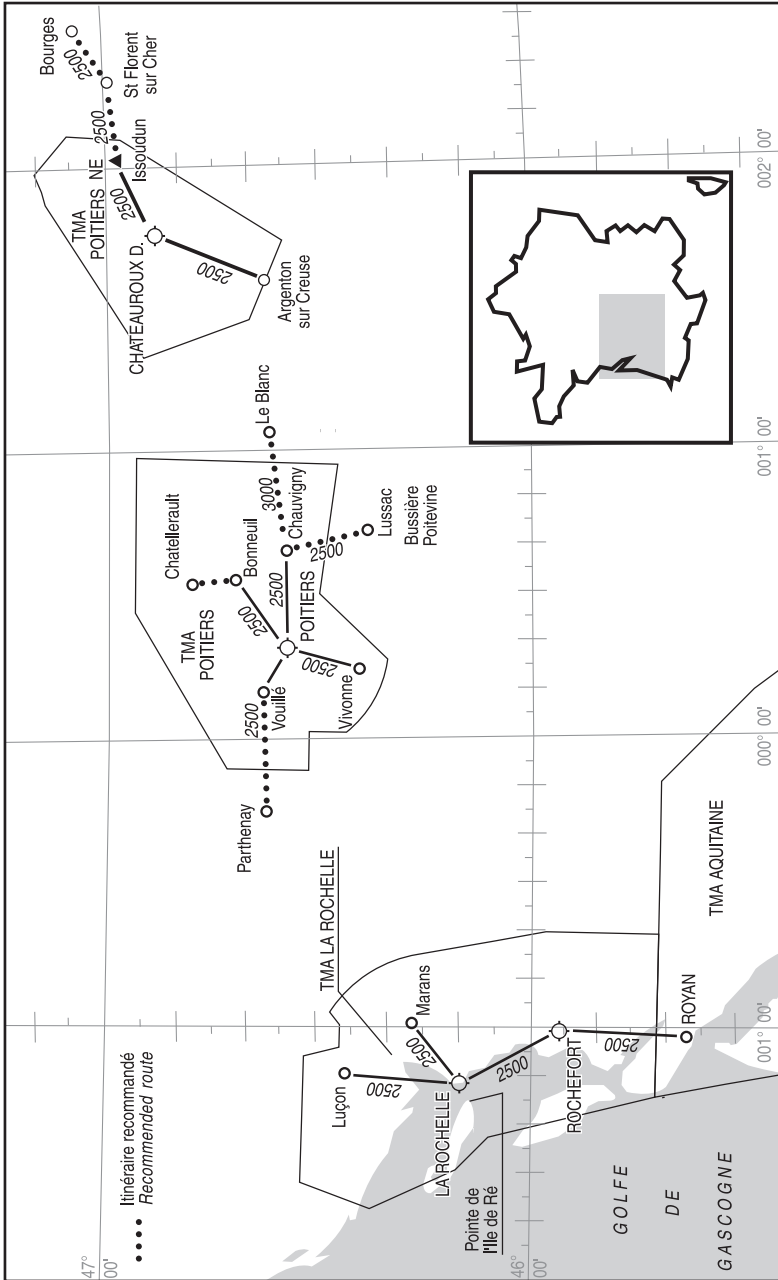 Itinéraire recommandé
Recommended route
47°
00'
46°
00'
Bourges
2500
St Florent
sur Cher
2500
Issoudun
TMA
POITIERS NE
2500
CHATEAUROUX D.
2500
Argenton
sur Creuse
Le Blanc
3000
Chatellerault
Bonneuil
Chauvigny
2500
Lussac
Bussière
Poitevine
TMA
POITIERS
2500
2500
POITIERS
2500
Vivonne
Vouillé
2500
Parthenay
TMA LA ROCHELLE
Marans
2500
Luçon
2500
LA ROCHELLE
2500
ROCHEFORT
2500
ROYAN
Pointe de
l'Ile de Ré
TMA AQUITAINE
GOLFE
DE
GASCOGNE
001° 00'
000° 00'
001° 00'
002° 00'